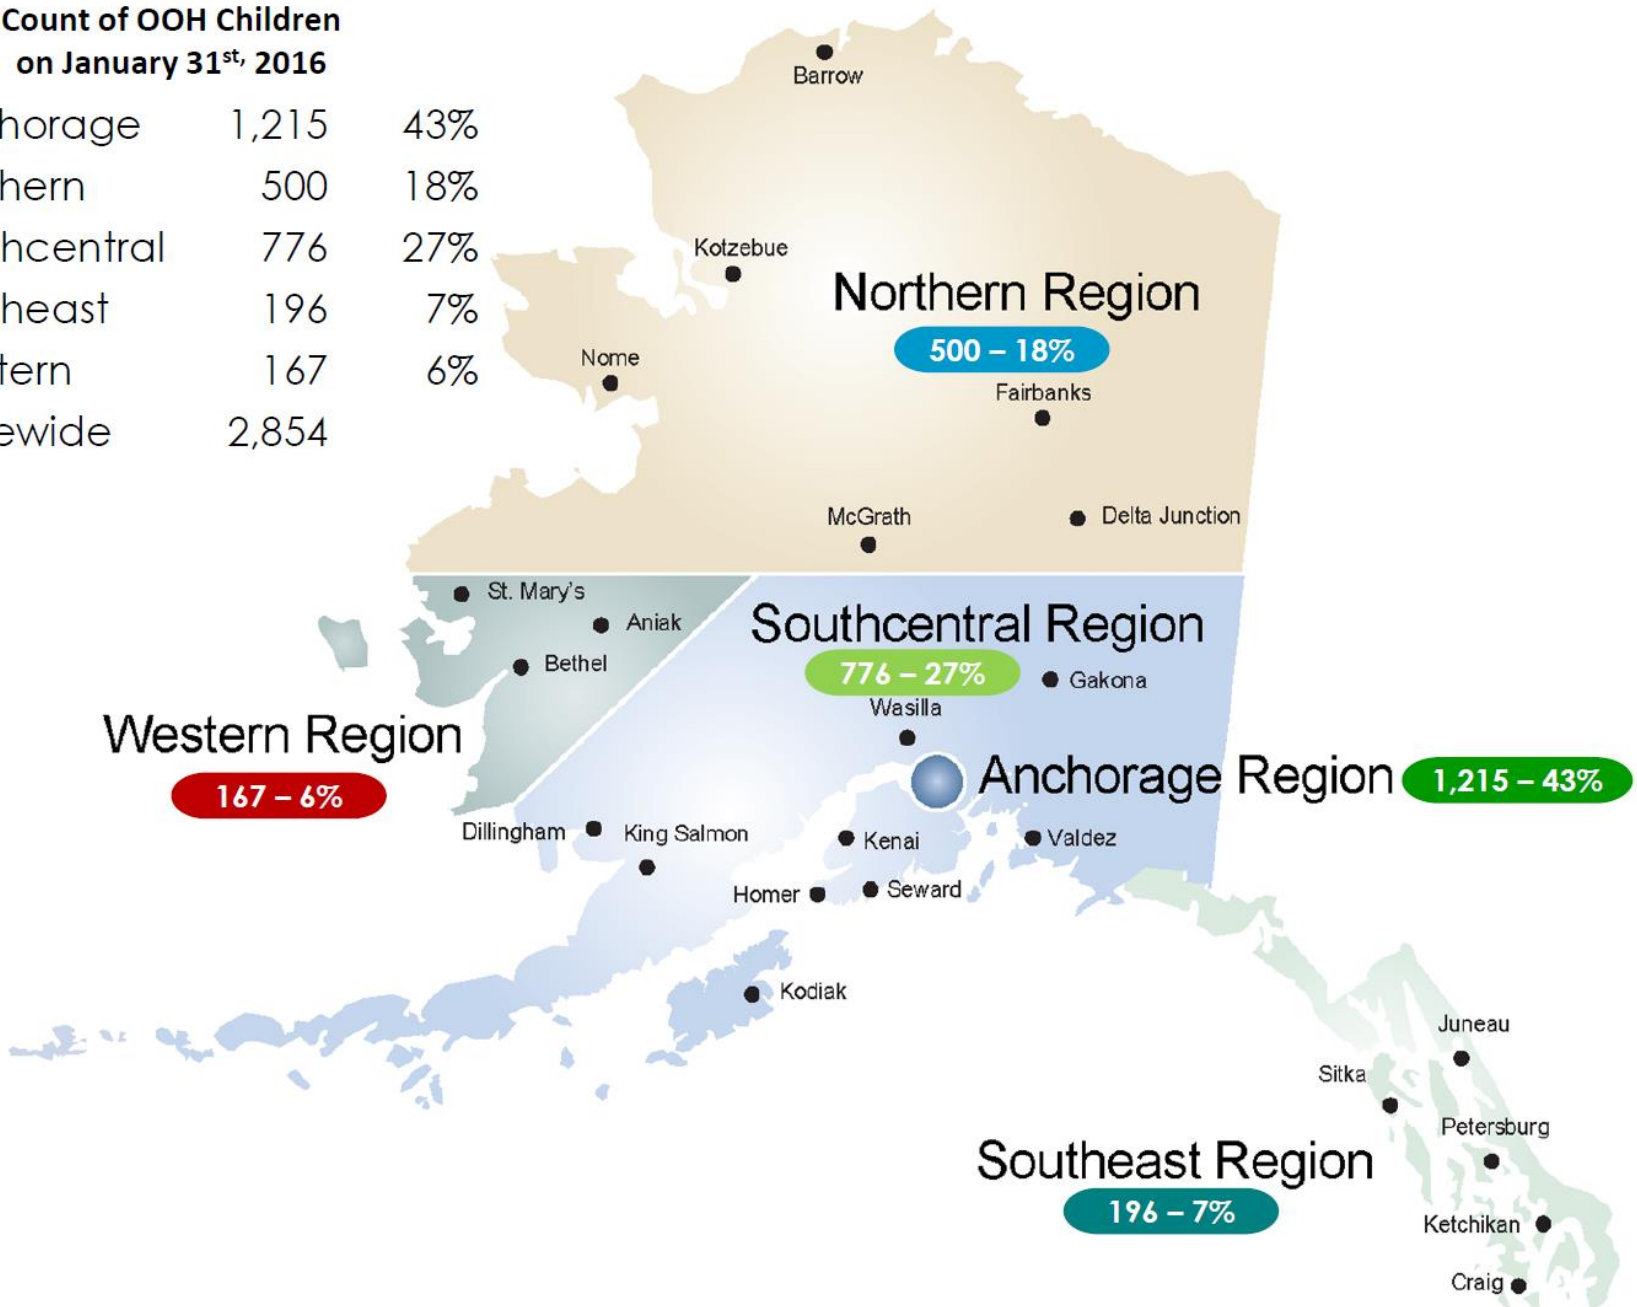 Count of OOH Children
on January 31st, 2016
horage 1,215 43%
hern 500 18%
hcentral 776 27%
heast 196 7%
tern 167 6%
ewide 2,854
Barrow
Kotzebue
Northern Region
500 – 18%
Nome
Fairbanks
McGrath
Delta Junction
St. Mary's
Aniak
Bethel
Southcentral Region
776 – 27%
Gakona
Wasilla
Western Region
167 – 6%
Anchorage Region 1,215 – 43%
Dillingham
King Salmon
Kenai
Valdez
Homer
Seward
Kodiak
Juneau
Sitka
Petersburg
Southeast Region
196 – 7%
Ketchikan
Craig